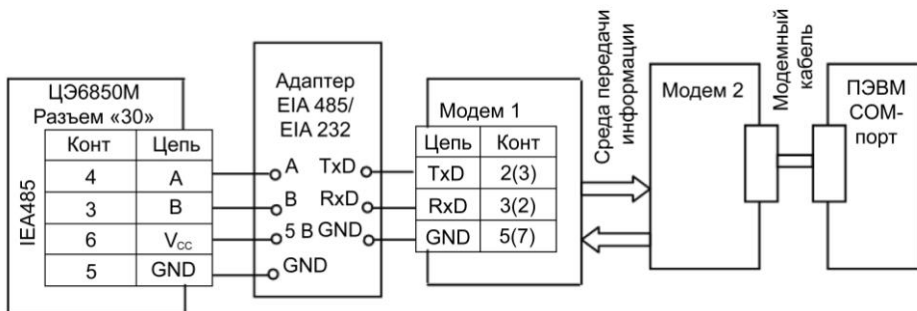 ЦЭ6850М
Разъем «30»
IEA485
Конт Цепь
4 A
3 B
6 Vcc
5 GND
Адаптер
EIA 485/
EIA 232
A TxD
B RxD
5 В GND
GND
Модем 1
Цепь Конт
TxD 2(3)
RxD 3(2)
GND 5(7)
Среда передачи
информации
Модем 2
Модемный
кабель
ПЭВМ
COM-
порт